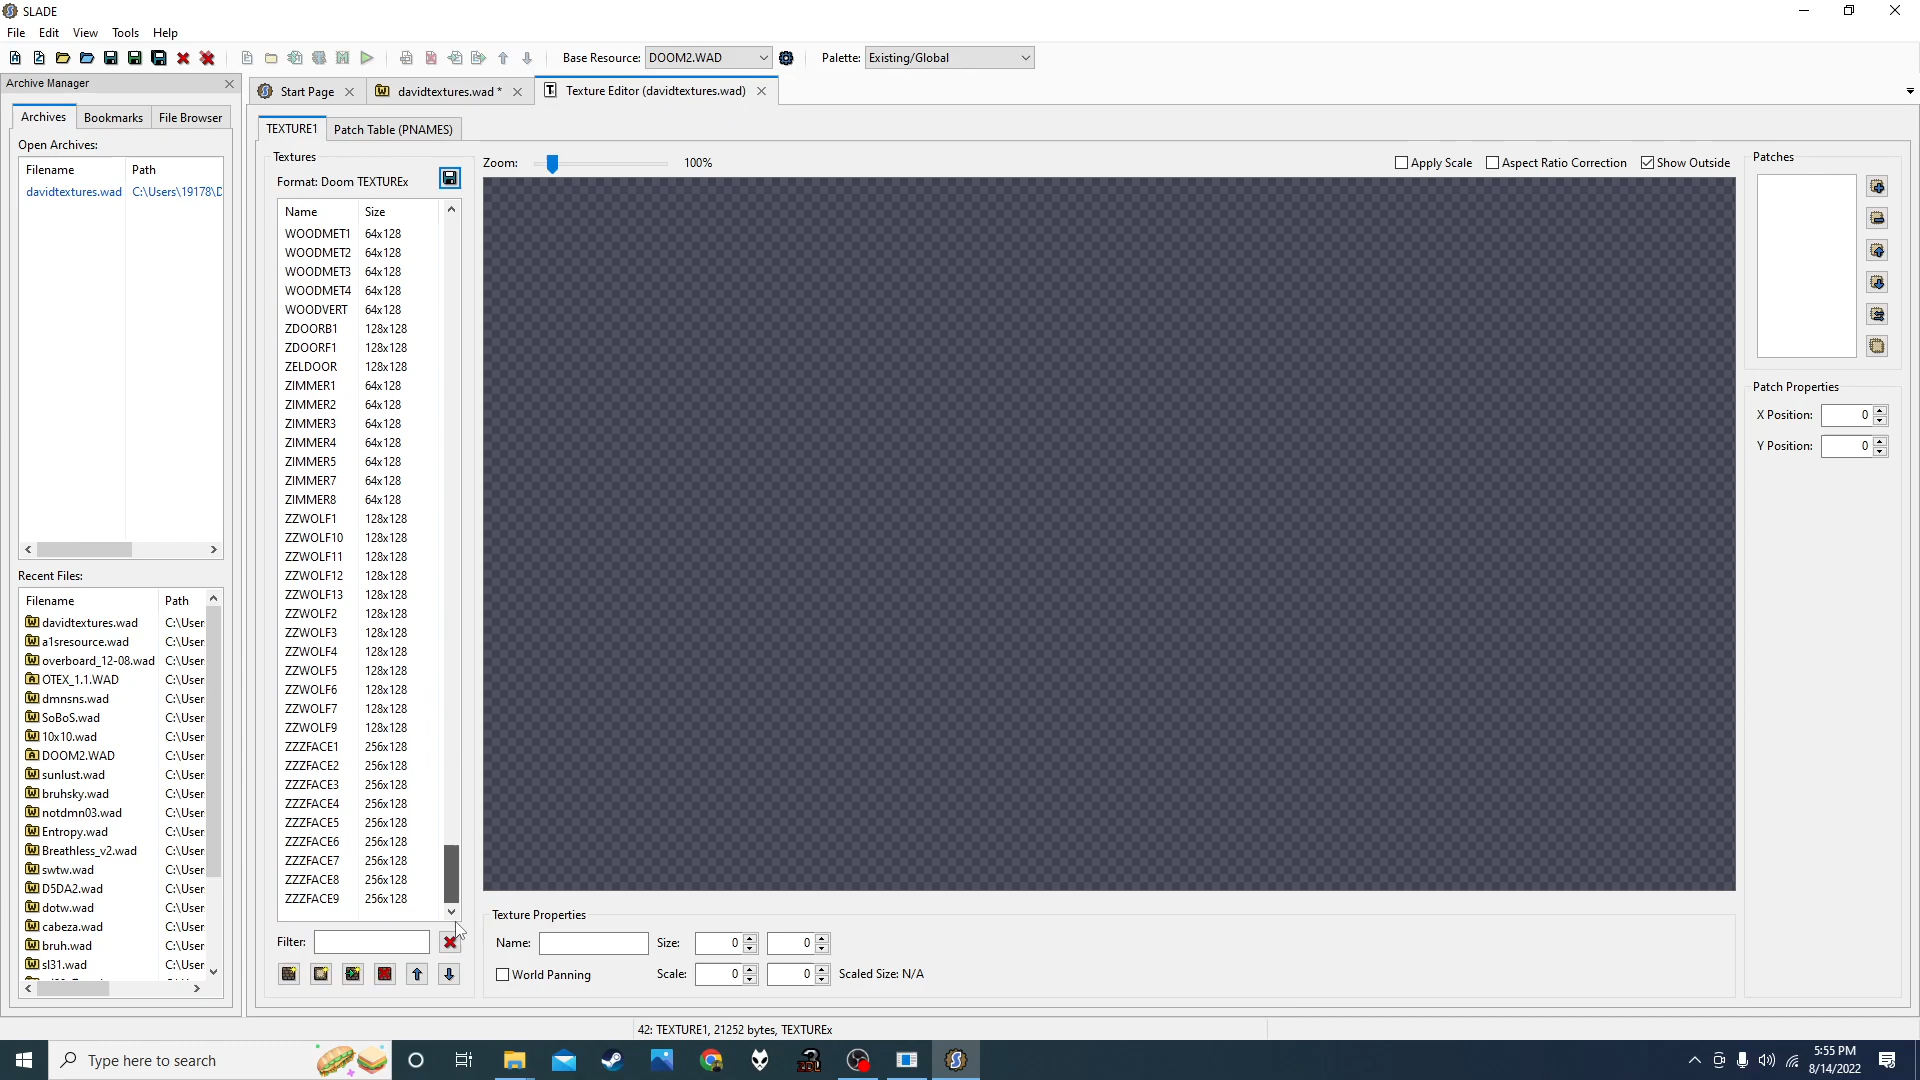 SLADE
File Edit View Tools Help
Base Resource: DOOM2.WAD Palette: Existing/Global
Archive Manager
Start Page davidtextures.wad * Texture Editor (davidtextures.wad)
Archives Bookmarks File Browser
TEXTURE1 Patch Table (PNAMES)
Open Archives:
Filename Path
davidtextures.wad C:\Users\19178\D
Textures
Format: Doom TEXTUREx
Zoom: 100% Apply Scale Aspect Ratio Correction Show Outside
Patches
Name Size
WOODMET1 64x128
WOODMET2 64x128
WOODMET3 64x128
WOODMET4 64x128
WOODVERT 64x128
ZDOORB1 128x128
ZDOORF1 128x128
ZELDOOR 128x128
ZIMMER1 64x128
ZIMMER2 64x128
ZIMMER3 64x128
ZIMMER4 64x128
ZIMMER5 64x128
ZIMMER7 64x128
ZIMMER8 64x128
ZZWOLF1 128x128
ZZWOLF10 128x128
ZZWOLF11 128x128
ZZWOLF12 128x128
ZZWOLF13 128x128
ZZWOLF2 128x128
ZZWOLF3 128x128
ZZWOLF4 128x128
ZZWOLF5 128x128
ZZWOLF6 128x128
ZZWOLF7 128x128
ZZWOLF9 128x128
ZZZFACE1 256x128
ZZZFACE2 256x128
ZZZFACE3 256x128
ZZZFACE4 256x128
ZZZFACE5 256x128
ZZZFACE6 256x128
ZZZFACE7 256x128
ZZZFACE8 256x128
ZZZFACE9 256x128
Filter:
Patch Properties
X Position: 0
Y Position: 0
Recent Files:
Filename Path
davidtextures.wad C:\User
a1sresource.wad C:\User
overboard_12-08.wad C:\User
OTEX_1.1.WAD C:\User
dmnsns.wad C:\User
SoBoS.wad C:\User
10x10.wad C:\User
DOOM2.WAD C:\User
sunlust.wad C:\User
bruhsky.wad C:\User
notdmn03.wad C:\User
Entropy.wad C:\User
Breathless_v2.wad C:\User
swtw.wad C:\User
D5DA2.wad C:\User
dotw.wad C:\User
cabeza.wad C:\User
bruh.wad C:\User
sl31.wad C:\User
Texture Properties
Name: Size: 0 0
World Panning Scale: 0 0 Scaled Size: N/A
42: TEXTURE1, 21252 bytes, TEXTUREx
Type here to search
5:55 PM
8/14/2022